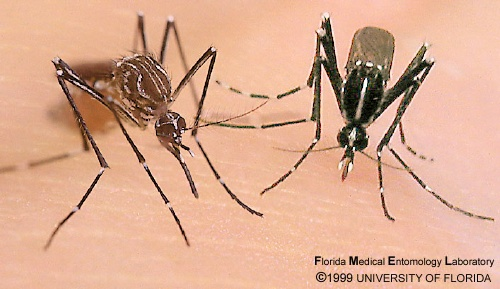 Florida Medical Entomology Laboratory
©1999 UNIVERSITY OF FLORIDA